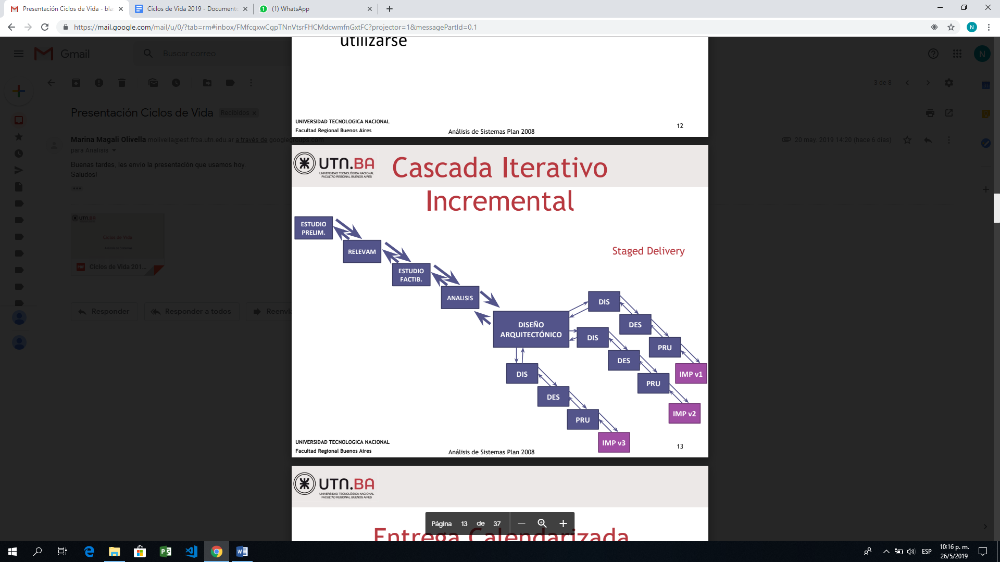 Presentación Ciclos de Vida - bla
Ciclos de Vida 2019 - Documento
(1) WhatsApp
https://mail.google.com/mail/u/0/?tab=rm#inbox/FMfcgxwCgpTNnVtsrFHCMdcwmfnGxtFC?projector=1&messagePartId=0.1
N
Gmail
Buscar correo
N
3 de 8
Presentación Ciclos de Vida
Recibidos
Marina Magali Olivella molivella@est.frba.utn.edu.ar a través de googlegroups.com
20 may. 2019 14:20 (hace 6 días)
para Analisis
Buenas tardes, les envío la presentación que usamos hoy.
Saludos!
UTN.BA
Ciclos de Vida
Análisis de Sistemas
PDF
Ciclos de Vida 201...
Responder
Responder a todos
Reenvia
utilizarse
UNIVERSIDAD TECNOLOGICA NACIONAL
Facultad Regional Buenos Aires
Análisis de Sistemas Plan 2008
12
UTN.BA
UNIVERSIDAD TECNOLÓGICA NACIONAL
FACULTAD REGIONAL BUENOS AIRES
Cascada Iterativo
Incremental
ESTUDIO
PRELIM.
RELEVAM
Staged Delivery
ESTUDIO
FACTIB.
ANALISIS
DISEÑO
ARQUITECTÓNICO
DIS
DES
PRU
IMP v1
DIS
DES
PRU
IMP v2
DIS
DES
PRU
IMP v3
UNIVERSIDAD TECNOLOGICA NACIONAL
Facultad Regional Buenos Aires
Análisis de Sistemas Plan 2008
13
UTN.BA
UNIVERSIDAD TECNOLÓGICA NACIONAL
FACULTAD REGIONAL BUENOS AIRES
Entrega Calendarizada
Página 13 de 37
ESP
10:16 p. m.
26/5/2019